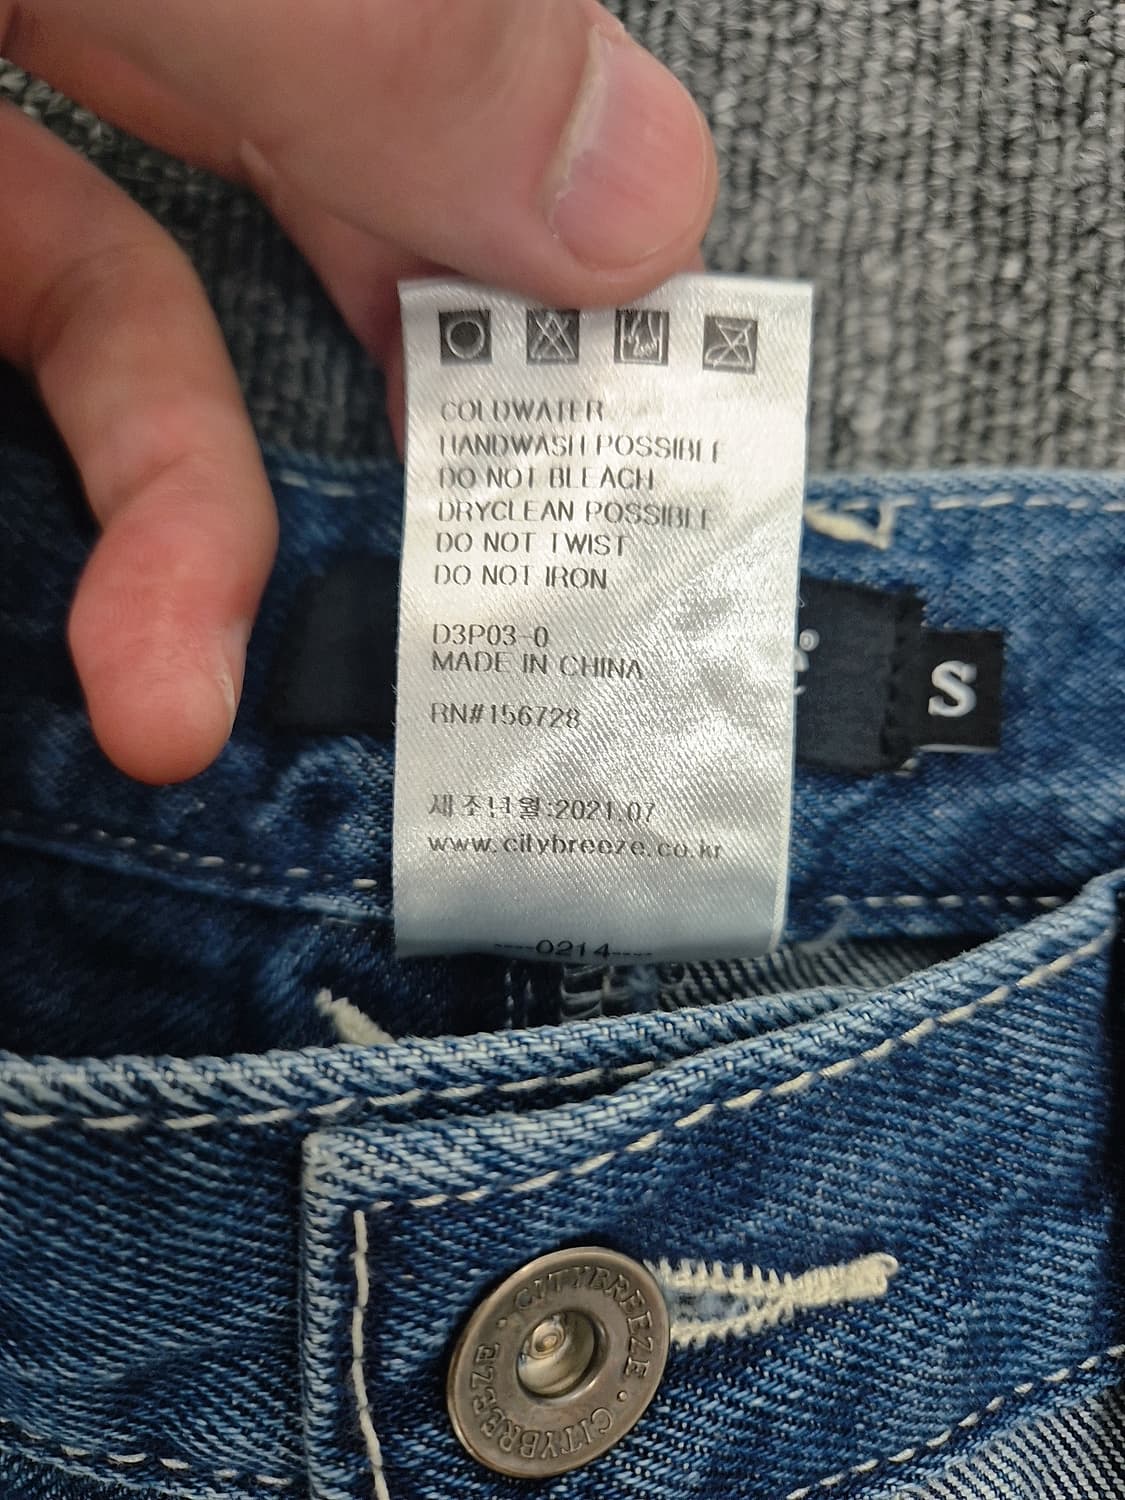 COLDWATER
HANDWASH POSSIBLE
DO NOT BLEACH
DRYCLEAN POSSIBLE
DO NOT TWIST
DO NOT IRON
D3P03-0
MADE IN CHINA
RN#156728
제조년월:2021.07
www.citybreeze.co.kr
----0214----
S
CITYBREEZE • CITYBREEZE •